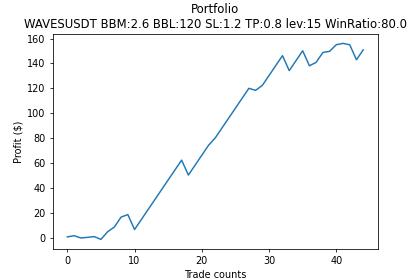 Portfolio
WAVESUSDT BBM:2.6 BBL:120 SL:1.2 TP:0.8 lev:15 WinRatio:80.0
160
140
120
100
80
60
40
20
0
Profit ($)
0 10 20 30 40
Trade counts